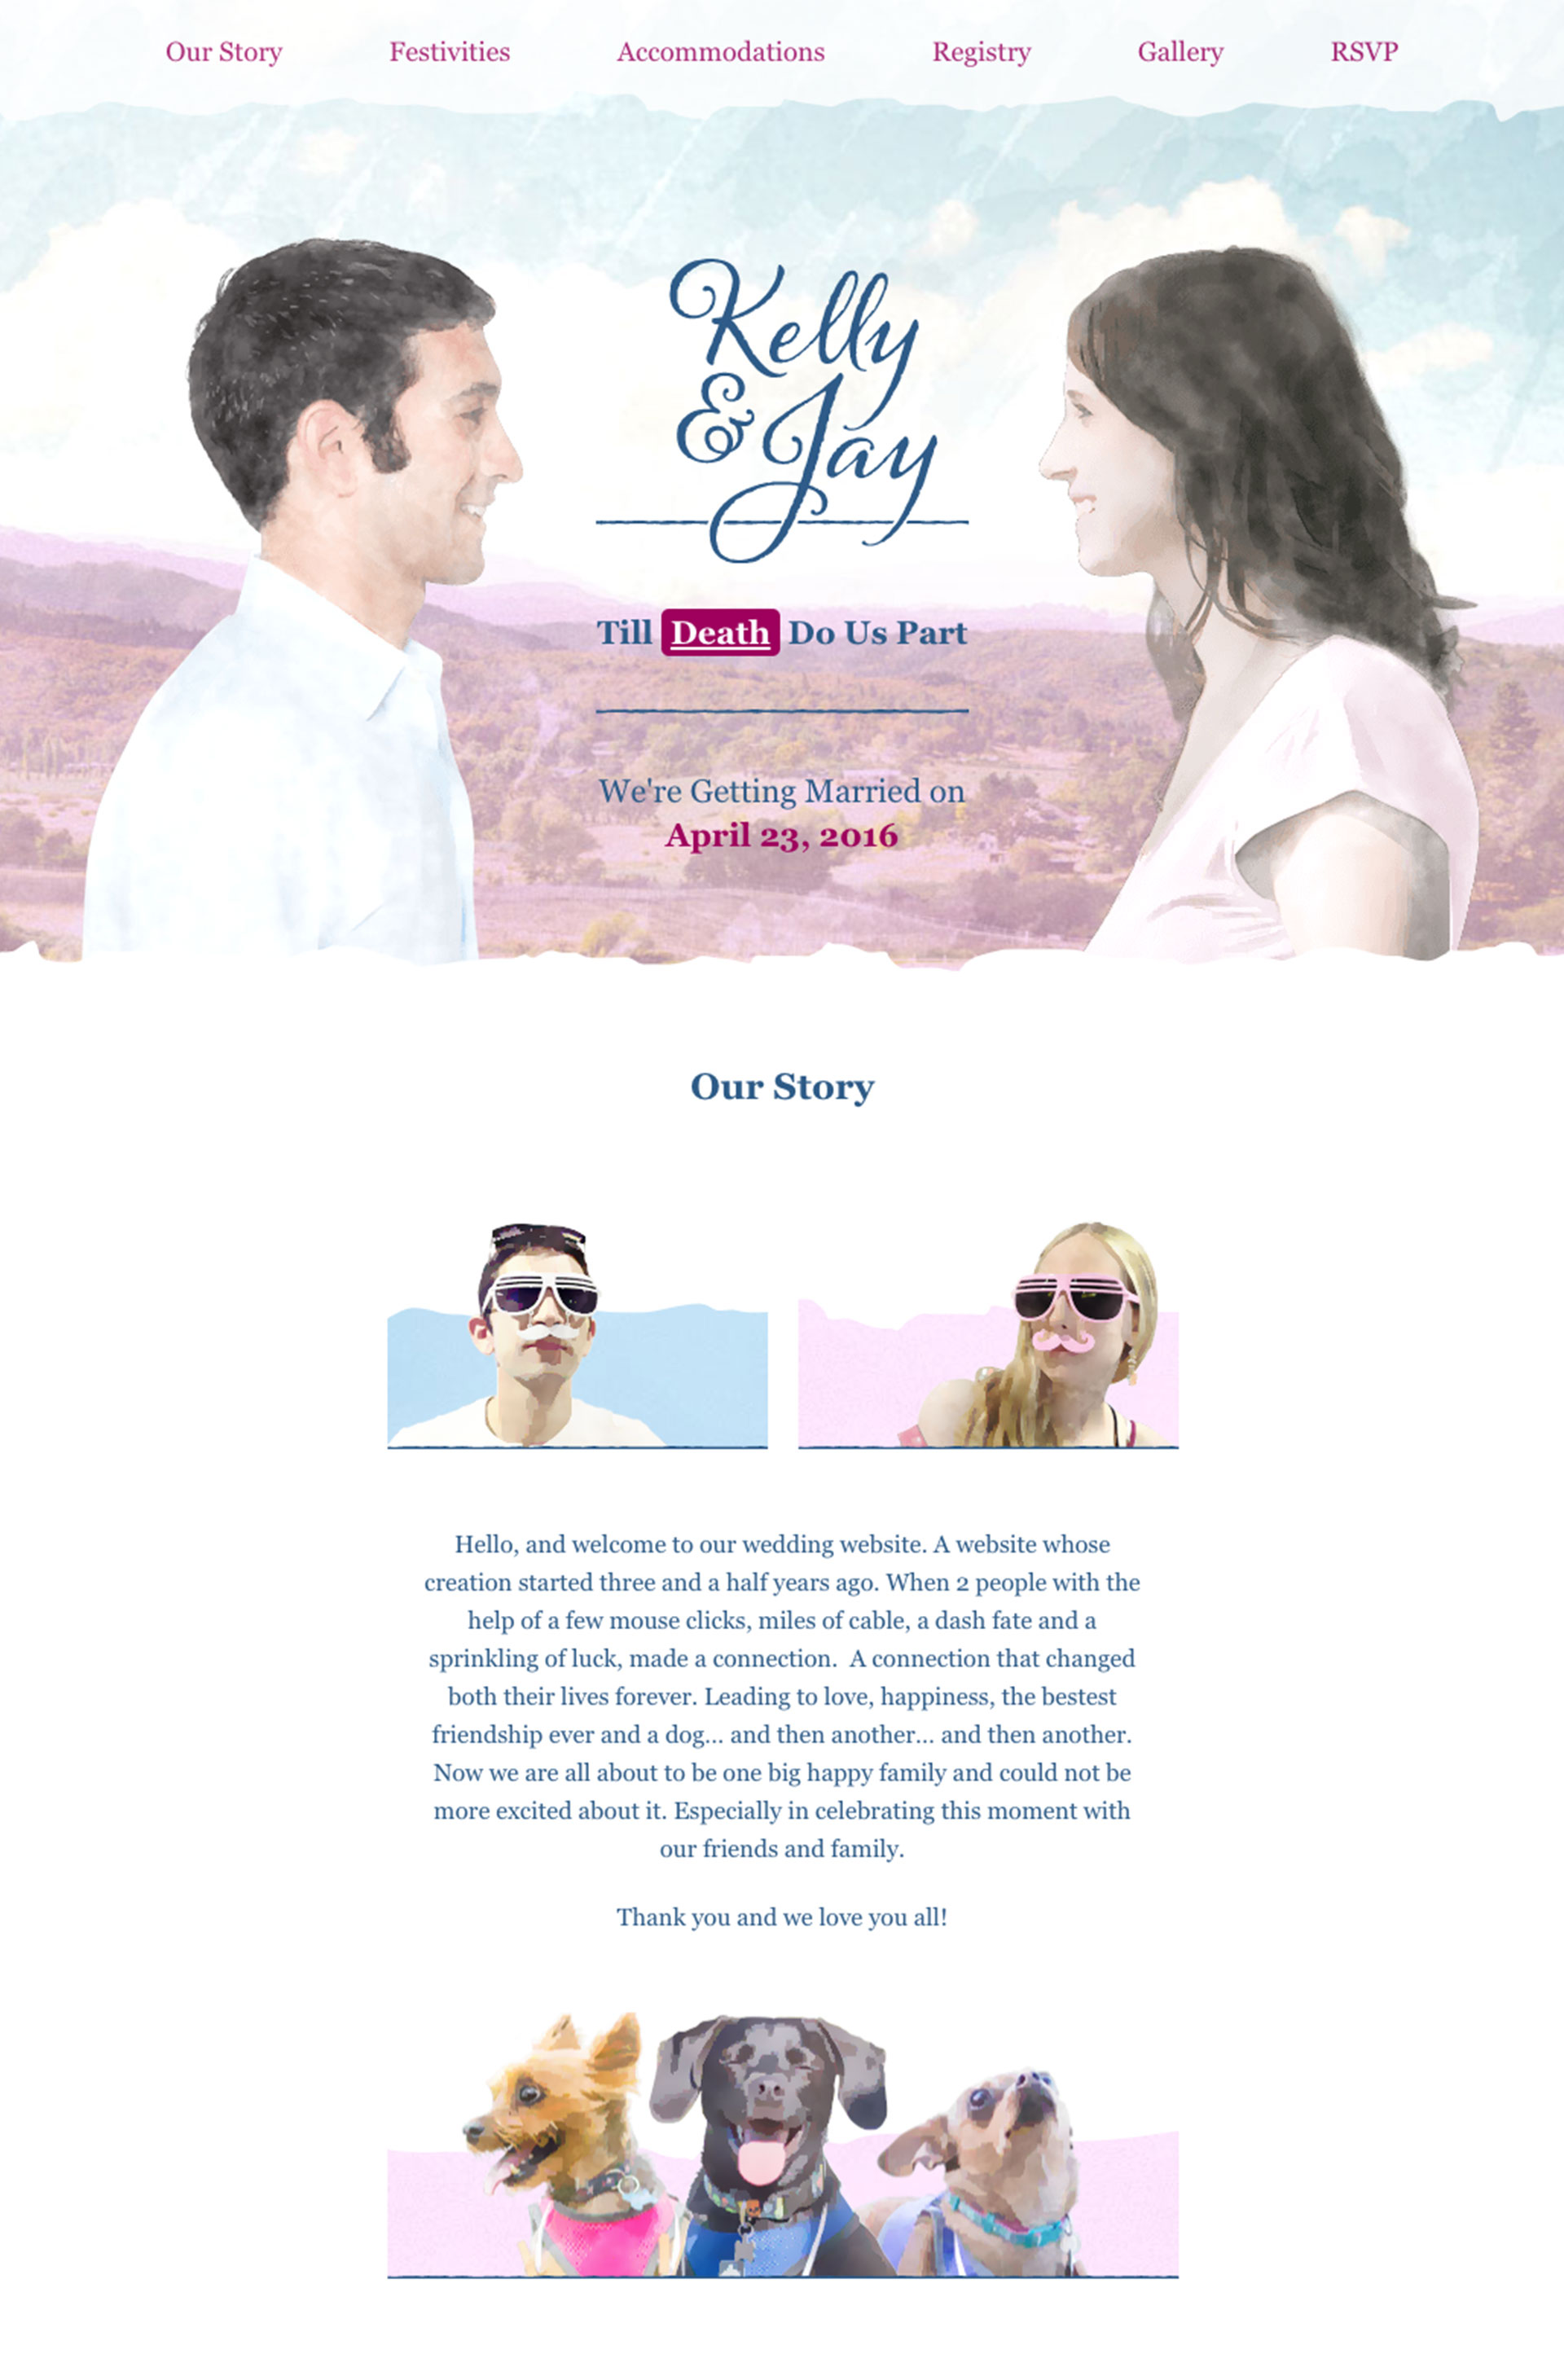 Our Story Festivities Accommodations Registry Gallery RSVP
Kelly
& Jay
Till Death Do Us Part
We're Getting Married on
April 23, 2016
Our Story
Hello, and welcome to our wedding website. A website whose
creation started three and a half years ago. When 2 people with the
help of a few mouse clicks, miles of cable, a dash fate and a
sprinkling of luck, made a connection.  A connection that changed
both their lives forever. Leading to love, happiness, the bestest
friendship ever and a dog... and then another... and then another.
Now we are all about to be one big happy family and could not be
more excited about it. Especially in celebrating this moment with
our friends and family.
Thank you and we love you all!